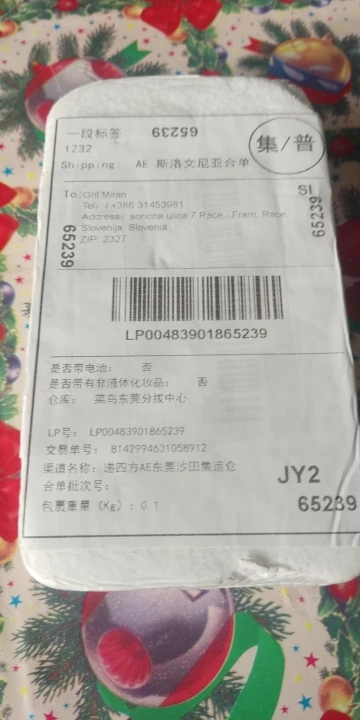 一段标签
65239
1232
集/普
Shipping: AE 斯洛文尼亚合单
To: Grif Miran
SI
Tel: / +386 31453981
Address: soncna ulica 7 Race , Fram, Race,
Slovenija, Slovenia
ZIP: 2327
65239
65239
LP00483901865239
是否带电池: 否
是否带有非液体化妆品: 否
仓库: 菜鸟东莞分拨中心
LP号: LP00483901865239
交易单号: 8142994631058912
渠道名称: 递四方AE东莞沙田集运仓
JY2
合单批次号:
65239
包裹重量 (Kg) : 0.1